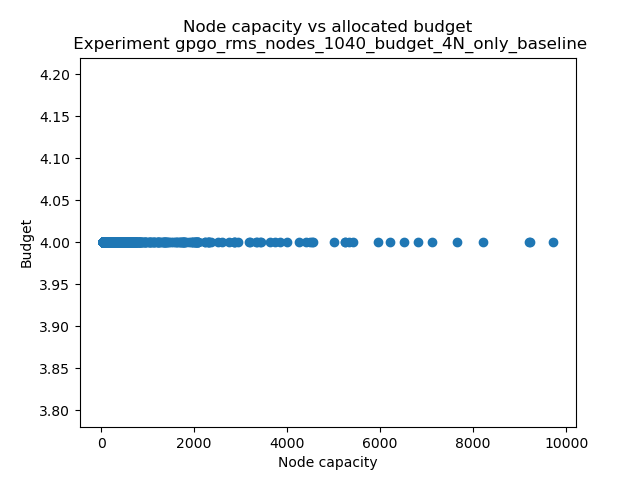 Node capacity vs allocated budget
Experiment gpgo_rms_nodes_1040_budget_4N_only_baseline
4.20
4.15
4.10
4.05
4.00
3.95
3.90
3.85
3.80
Budget
0 2000 4000 6000 8000 10000
Node capacity